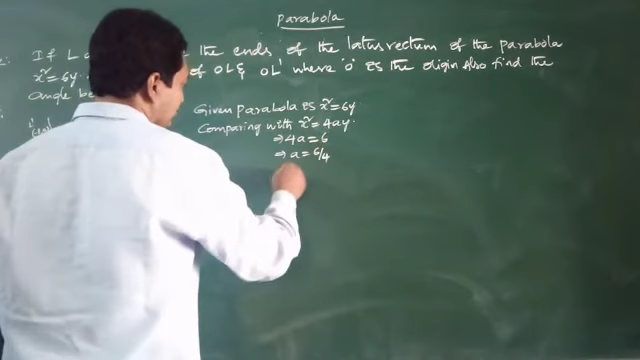 Parabola
If L the ends of the latusrectum of the parabola
x² = 6y of OL & OL' where 'O' is the origin also find the
angle be
Given parabola is x² = 6y
Comparing with x² = 4ay.
⇒ 4a = 6
⇒ a = 6/4